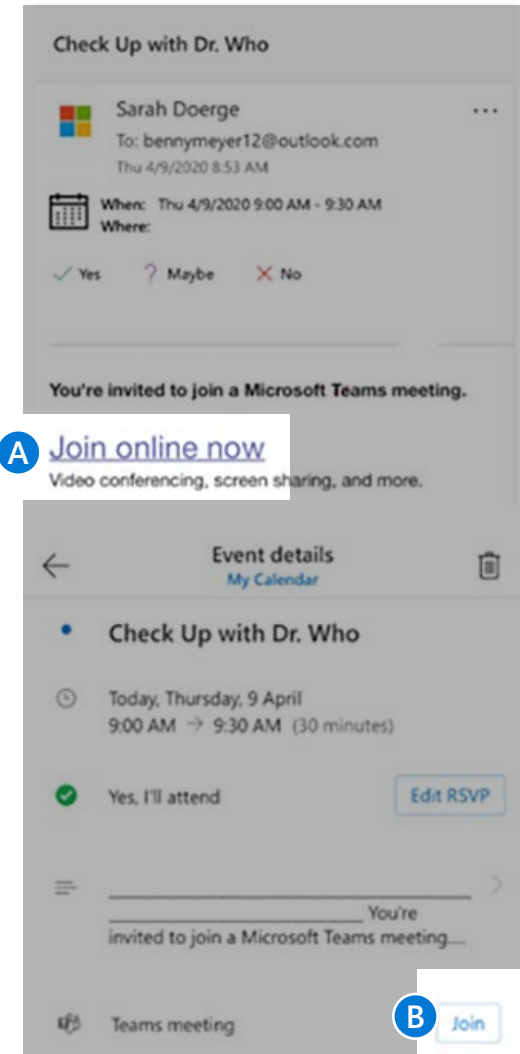 Check Up with Dr. Who
Sarah Doerge
...
To: bennymeyer12@outlook.com
Thu 4/9/2020 8:53 AM
When: Thu 4/9/2020 9:00 AM - 9:30 AM
Where:
Yes ? Maybe No
You're invited to join a Microsoft Teams meeting.
A Join online now
Video conferencing, screen sharing, and more.
Event details
My Calendar
Check Up with Dr. Who
Today, Thursday, 9 April
9:00 AM → 9:30 AM (30 minutes)
Yes, I'll attend Edit RSVP
You're
invited to join a Microsoft Teams meeting....
Teams meeting B Join